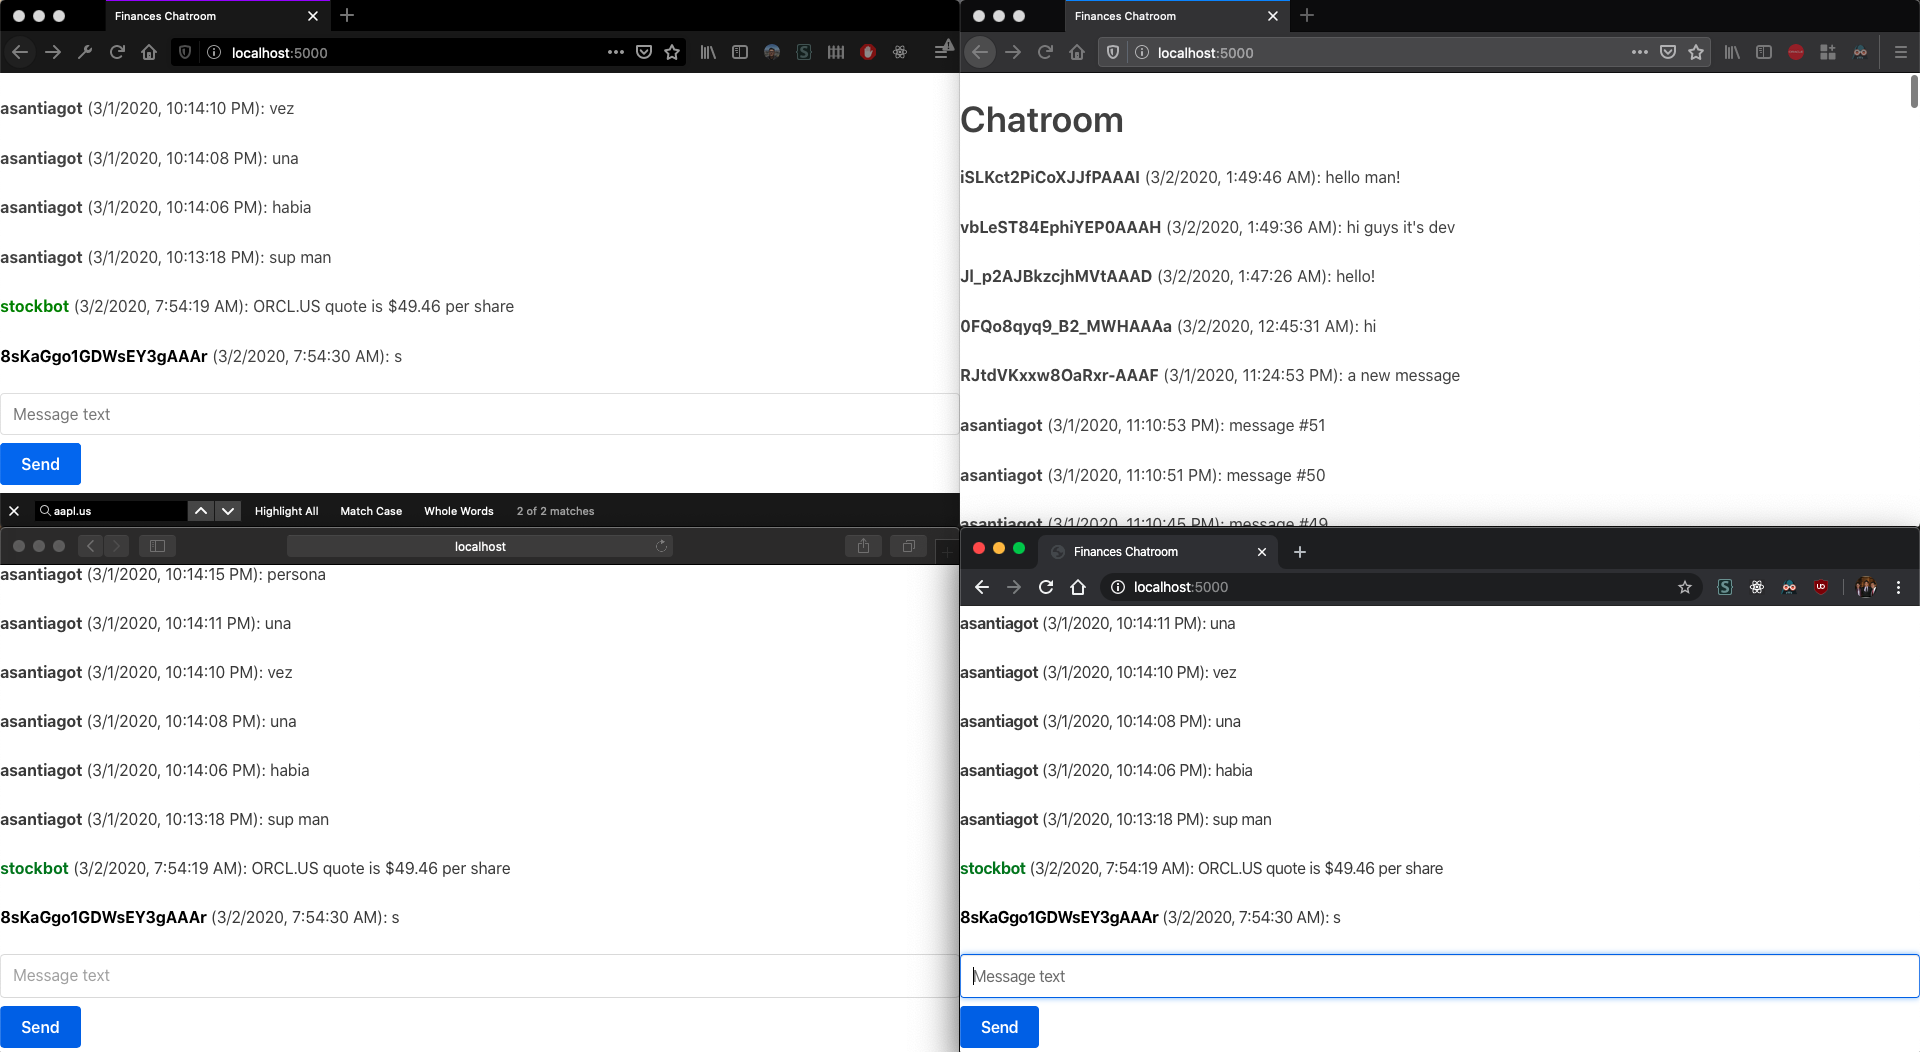 Finances Chatroom
localhost:5000
asantiagot (3/1/2020, 10:14:10 PM): vez
asantiagot (3/1/2020, 10:14:08 PM): una
asantiagot (3/1/2020, 10:14:06 PM): habia
asantiagot (3/1/2020, 10:13:18 PM): sup man
stockbot (3/2/2020, 7:54:19 AM): ORCL.US quote is $49.46 per share
8sKaGgo1GDWsEY3gAAAr (3/2/2020, 7:54:30 AM): s
Message text
Send
aapl.us Highlight All Match Case Whole Words 2 of 2 matches
Finances Chatroom
localhost:5000
Chatroom
iSLKct2PiCoXJJfPAAAI (3/2/2020, 1:49:46 AM): hello man!
vbLeST84EphiYEP0AAAH (3/2/2020, 1:49:36 AM): hi guys it's dev
Jl_p2AJBkzcjhMVtAAAD (3/2/2020, 1:47:26 AM): hello!
0FQo8qyq9_B2_MWHAAAa (3/2/2020, 12:45:31 AM): hi
RJtdVKxxw8OaRxr-AAAF (3/1/2020, 11:24:53 PM): a new message
asantiagot (3/1/2020, 11:10:53 PM): message #51
asantiagot (3/1/2020, 11:10:51 PM): message #50
asantiagot (3/1/2020, 11:10:45 PM): message #49
localhost
asantiagot (3/1/2020, 10:14:15 PM): persona
asantiagot (3/1/2020, 10:14:11 PM): una
asantiagot (3/1/2020, 10:14:10 PM): vez
asantiagot (3/1/2020, 10:14:08 PM): una
asantiagot (3/1/2020, 10:14:06 PM): habia
asantiagot (3/1/2020, 10:13:18 PM): sup man
stockbot (3/2/2020, 7:54:19 AM): ORCL.US quote is $49.46 per share
8sKaGgo1GDWsEY3gAAAr (3/2/2020, 7:54:30 AM): s
Message text
Send
Finances Chatroom
localhost:5000
asantiagot (3/1/2020, 10:14:11 PM): una
asantiagot (3/1/2020, 10:14:10 PM): vez
asantiagot (3/1/2020, 10:14:08 PM): una
asantiagot (3/1/2020, 10:14:06 PM): habia
asantiagot (3/1/2020, 10:13:18 PM): sup man
stockbot (3/2/2020, 7:54:19 AM): ORCL.US quote is $49.46 per share
8sKaGgo1GDWsEY3gAAAr (3/2/2020, 7:54:30 AM): s
Message text
Send